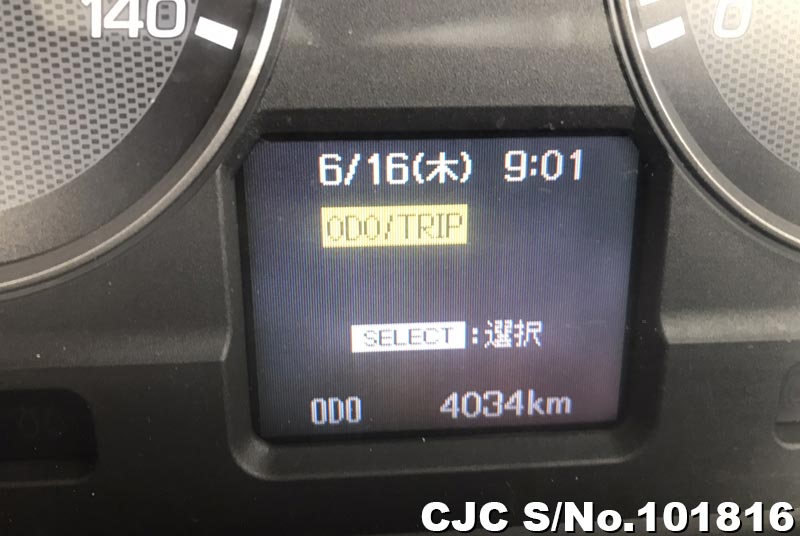 140
0
6/16(木) 9:01
ODO/TRIP
SELECT :選択
ODO 4034km
CJC S/No.101816